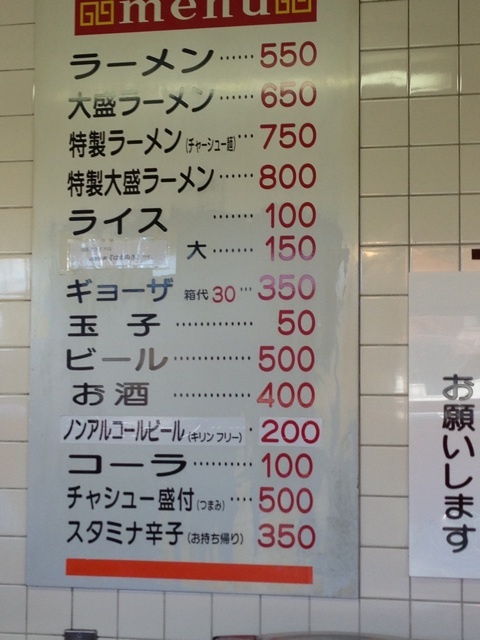 menu
ラーメン……550
大盛ラーメン……650
特製ラーメン(チャーシュー麺)…750
特製大盛ラーメン……800
ライス……100
大……150
ギョーザ 箱代30…350
玉子…………50
ビール…………500
お酒…………400
ノンアルコールビール(キリンフリー)・200
コーラ………100
チャシュー盛付(つまみ)…500
スタミナ辛子(お持ち帰り)350
お願いします